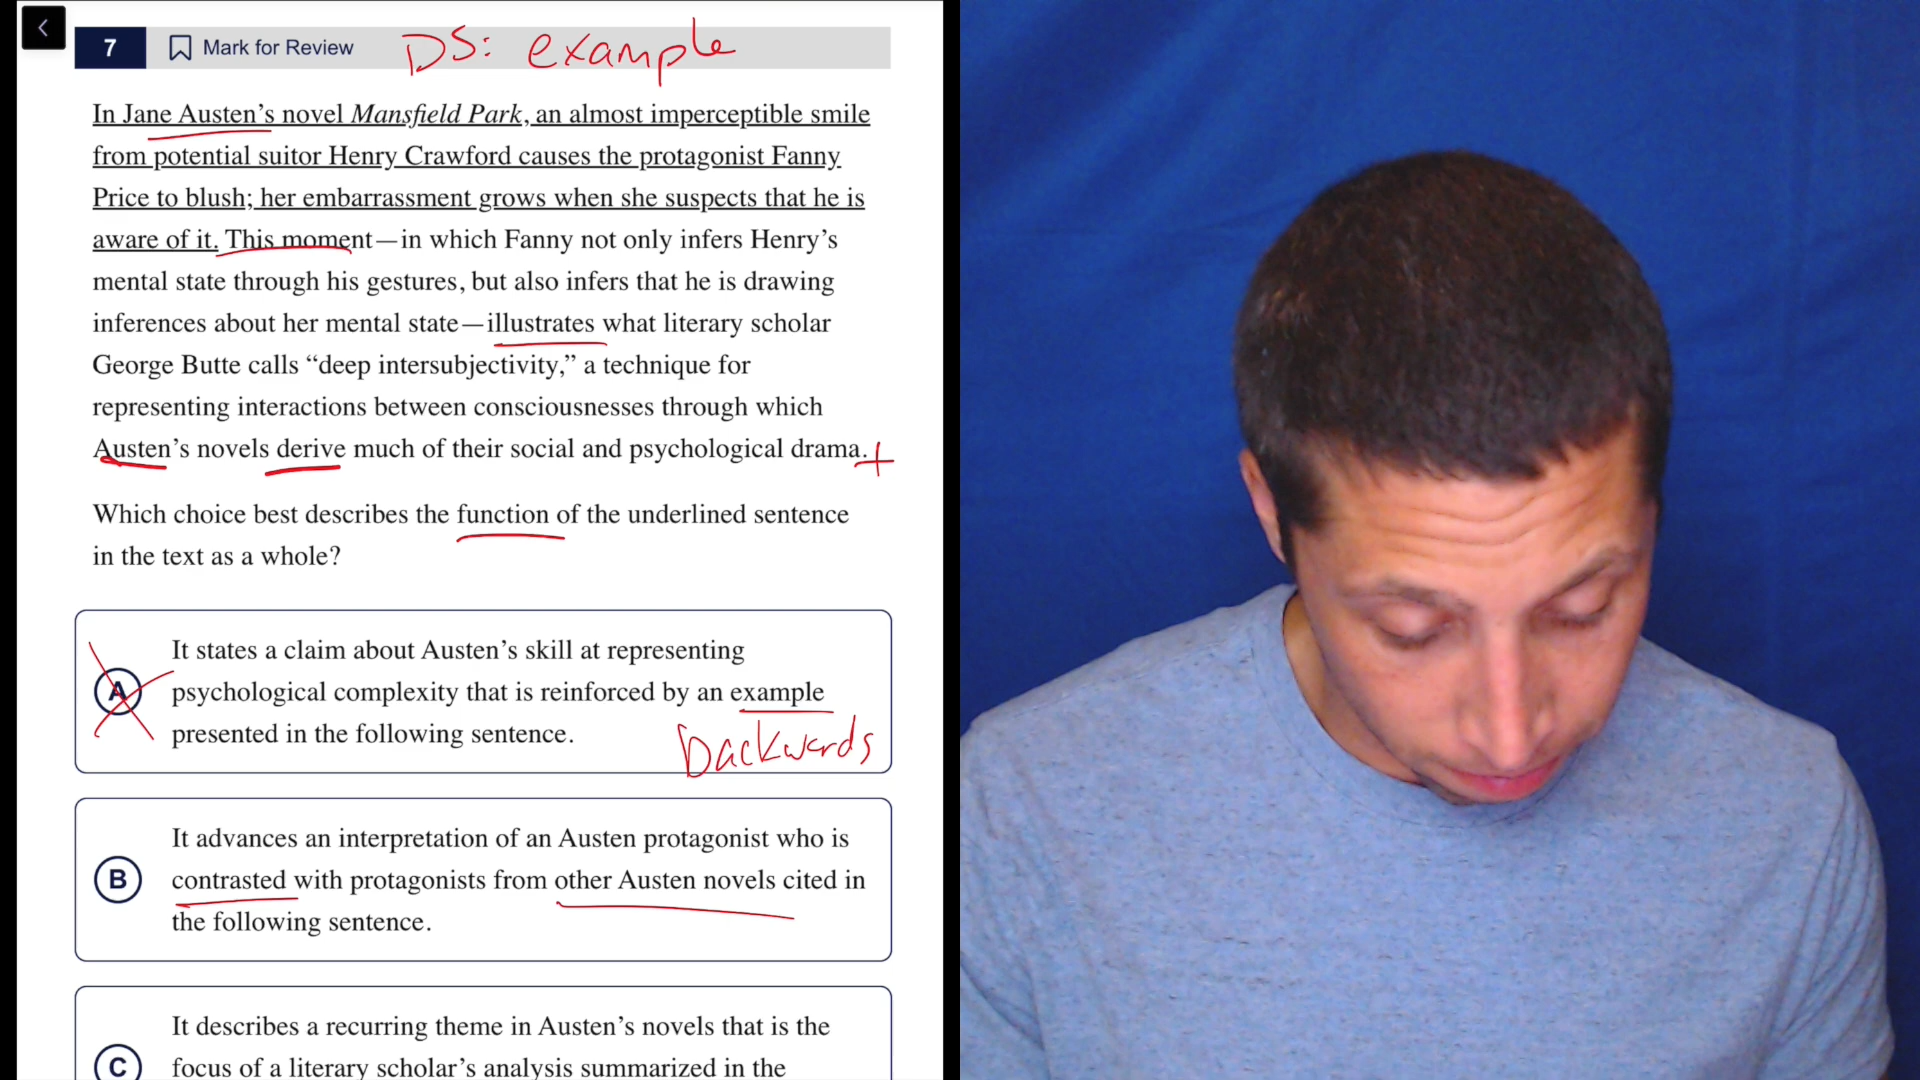 7 Mark for Review DS: example
In Jane Austen’s novel Mansfield Park, an almost imperceptible smile
from potential suitor Henry Crawford causes the protagonist Fanny
Price to blush; her embarrassment grows when she suspects that he is
aware of it. This moment—in which Fanny not only infers Henry’s
mental state through his gestures, but also infers that he is drawing
inferences about her mental state—illustrates what literary scholar
George Butte calls “deep intersubjectivity,” a technique for
representing interactions between consciousnesses through which
Austen’s novels derive much of their social and psychological drama. +
Which choice best describes the function of the underlined sentence
in the text as a whole?
A
It states a claim about Austen’s skill at representing
psychological complexity that is reinforced by an example
presented in the following sentence.
backwards
B
It advances an interpretation of an Austen protagonist who is
contrasted with protagonists from other Austen novels cited in
the following sentence.
C
It describes a recurring theme in Austen’s novels that is the
focus of a literary scholar’s analysis summarized in the